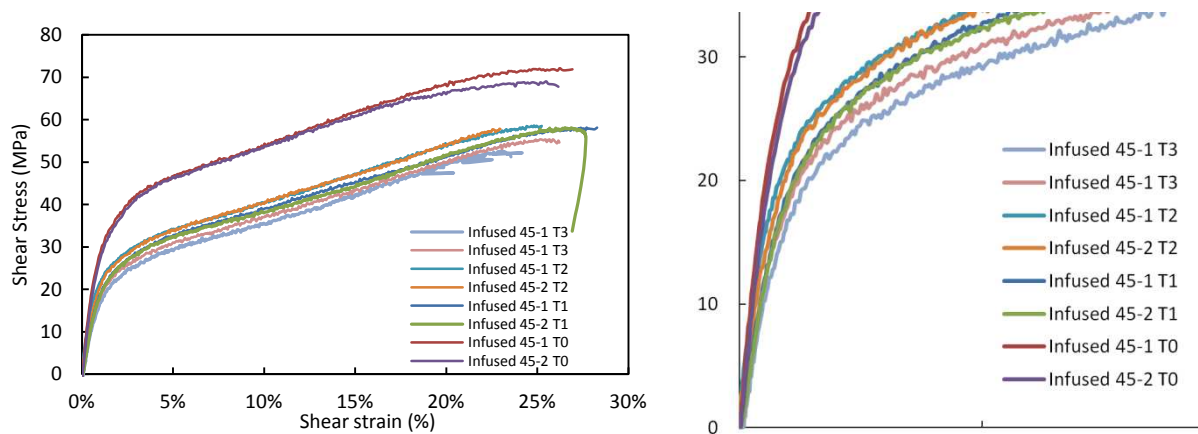 Shear Stress (MPa)
80
70
60
50
40
30
20
10
0
0%
5%
10%
15%
20%
25%
30%
Shear strain (%)
Infused 45-1 T3
Infused 45-1 T3
Infused 45-1 T2
Infused 45-2 T2
Infused 45-1 T1
Infused 45-2 T1
Infused 45-1 T0
Infused 45-2 T0
30
20
10
0
Infused 45-1 T3
Infused 45-1 T3
Infused 45-1 T2
Infused 45-2 T2
Infused 45-1 T1
Infused 45-2 T1
Infused 45-1 T0
Infused 45-2 T0